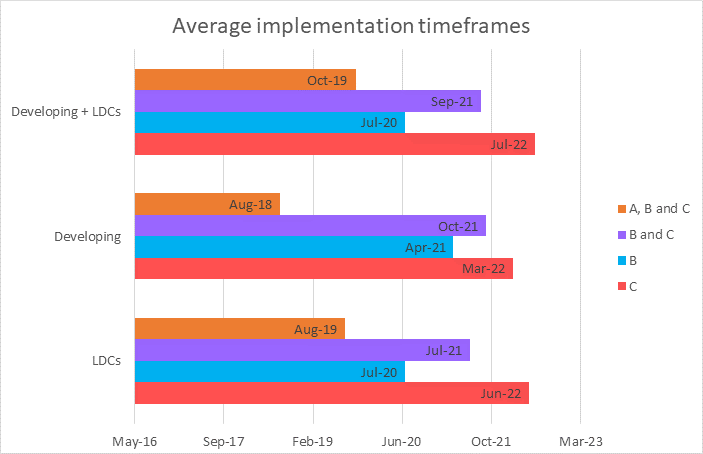 Average implementation timeframes
Developing + LDCs
Oct-19
Sep-21
Jul-20
Jul-22
Developing
Aug-18
Oct-21
Apr-21
Mar-22
LDCs
Aug-19
Jul-21
Jul-20
Jun-22
May-16 Sep-17 Feb-19 Jun-20 Oct-21 Mar-23
A, B and C
B and C
B
C